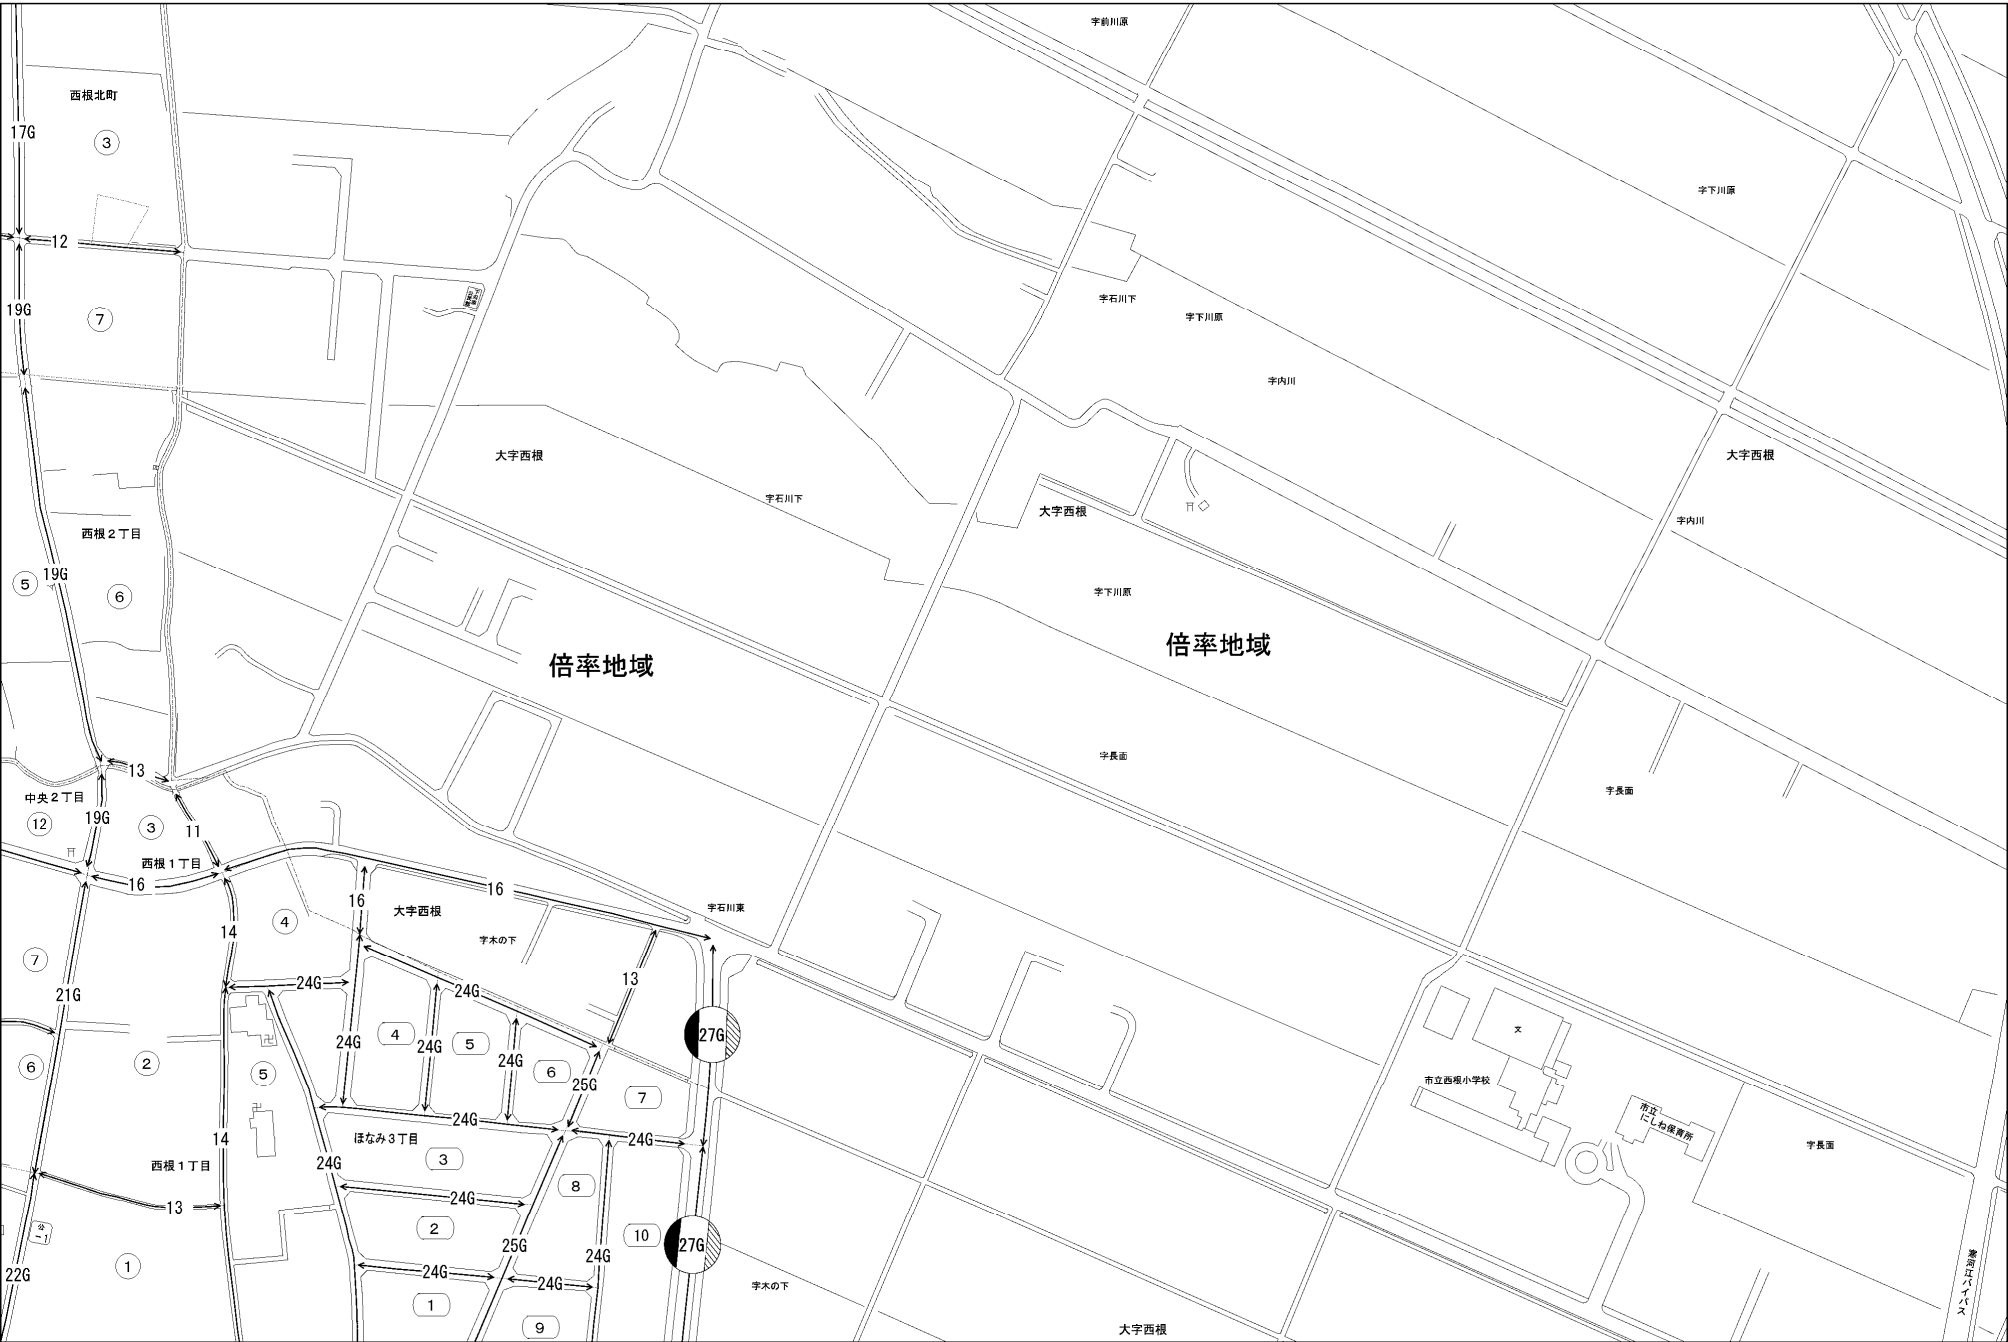 字前川原
西根北町
17G
③
字下川原
12
19G
⑦
字石川下
字下川原
字内川
大字西根
字石川下
大字西根
大字西根
字内川
西根2丁目
19G
⑤
⑥
字下川原
倍率地域
倍率地域
字長面
字長面
13
中央2丁目
⑫
19G
③
11
西根1丁目
16
16
16
大字西根
字石川東
④
14
字木の下
⑦
21G
24G
24G
13
27G
文
24G
4
24G
5
24G
6
25G
7
⑥
②
⑤
市立西根小学校
市立
にしね保育所
24G
24G
14
ほなみ3丁目
3
西根1丁目
24G
字長面
24G
8
13
公
-1
2
25G
10
27G
24G
寒河江バイパス
①
22G
24G
24G
字木の下
1
9
大字西根